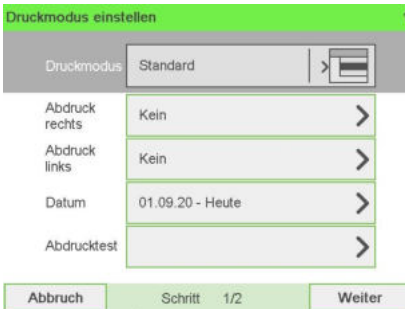 Druckmodus einstellen
Druckmodus Standard
Abdruck
rechts
Kein
Abdruck
links
Kein
Datum 01.09.20 - Heute
Abdrucktest
Abbruch Schritt 1/2 Weiter